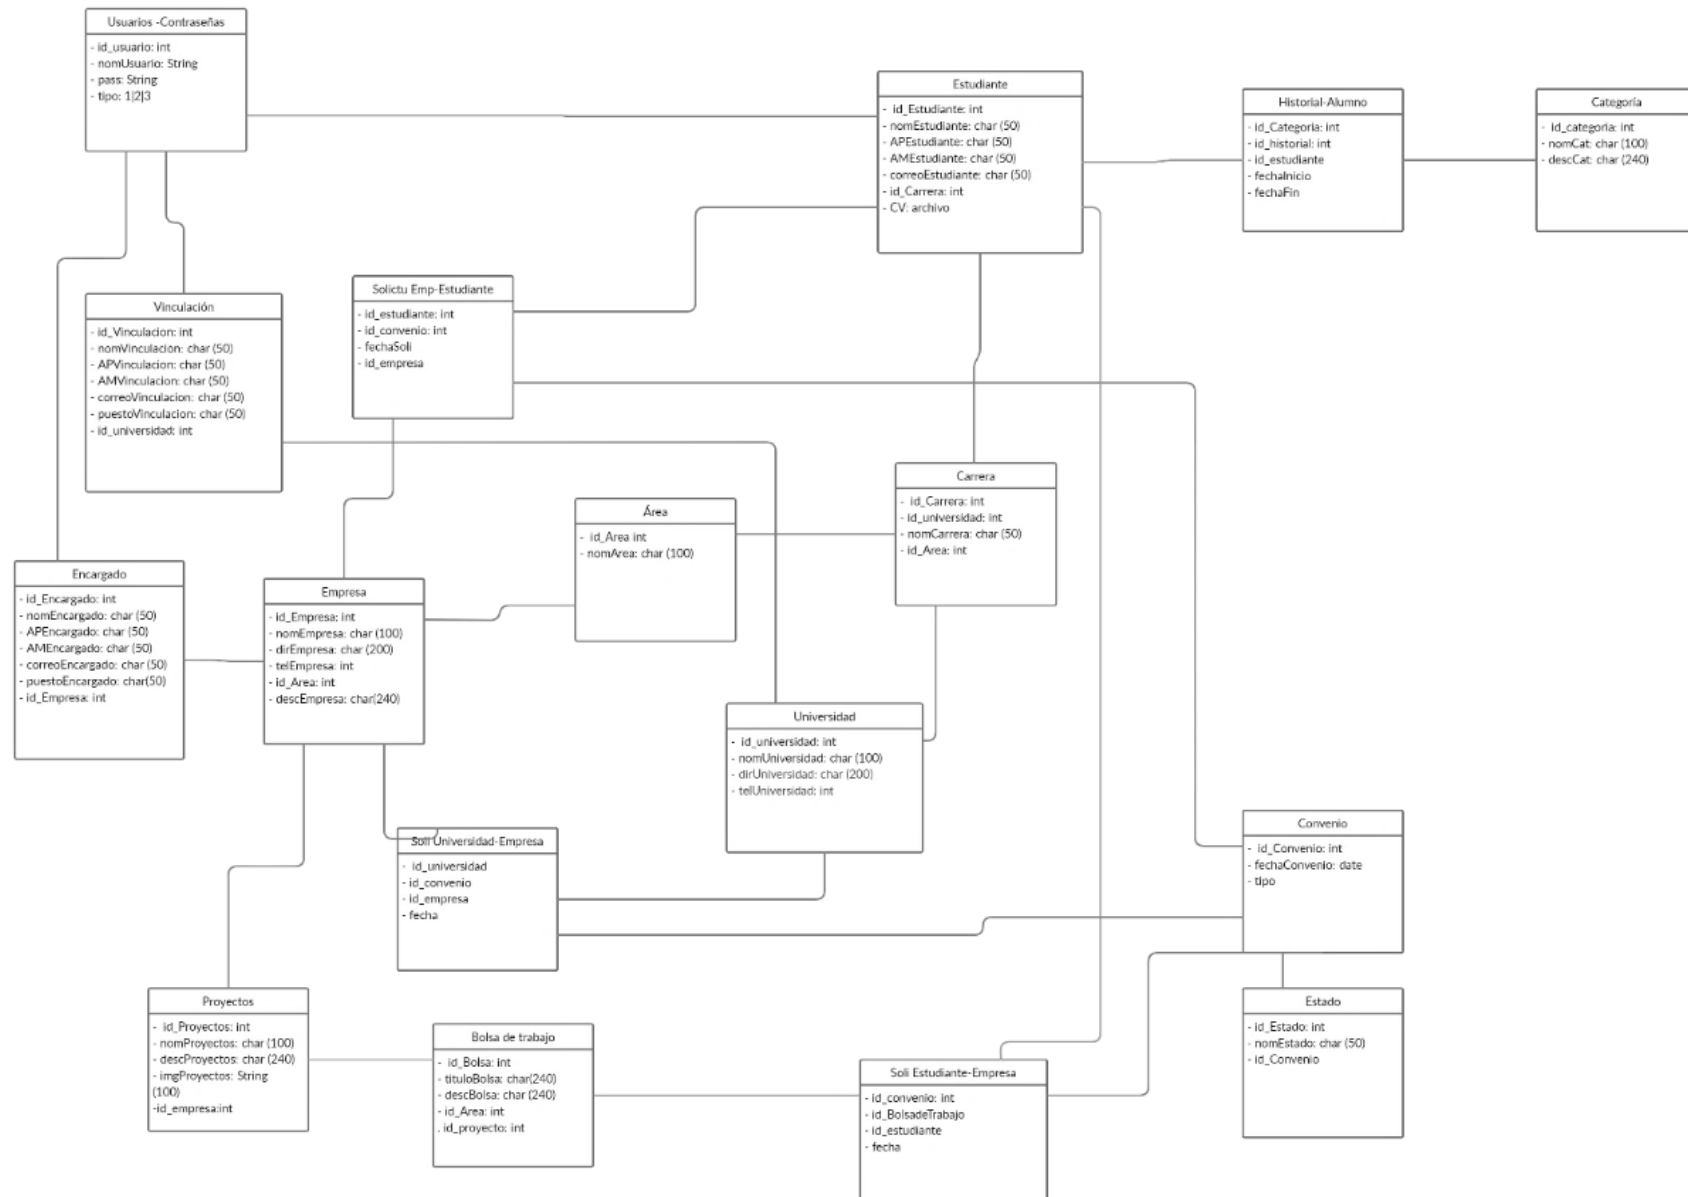 Usuarios -Contraseñas
- id_usuario: int
- nomUsuario: String
- pass: String
- tipo: 1|2|3
Estudiante
- id_Estudiante: int
- nomEstudiante: char (50)
- APEstudiante: char (50)
- AMEstudiante: char (50)
- correoEstudiante: char (50)
- id_Carrera: int
- CV: archivo
Historial-Alumno
- id_Categoria: int
- id_historial: int
- id_estudiante
- fechaInicio
- fechaFin
Categoría
- id_categoria: int
- nomCat: char (100)
- descCat: char (240)
Vinculación
- id_Vinculacion: int
- nomVinculacion: char (50)
- APVinculacion: char (50)
- AMVinculacion: char (50)
- correoVinculacion: char (50)
- puestoVinculacion: char (50)
- id_universidad: int
Solictu Emp-Estudiante
- id_estudiante: int
- id_convenio: int
- fechaSoli
- id_empresa
Carrera
- id_Carrera: int
- id_universidad: int
- nomCarrera: char (50)
- id_Area: int
Área
- id_Area int
- nomArea: char (100)
Encargado
- id_Encargado: int
- nomEncargado: char (50)
- APEncargado: char (50)
- AMEncargado: char (50)
- correoEncargado: char (50)
- puestoEncargado: char(50)
- id_Empresa: int
Empresa
- id_Empresa: int
- nomEmpresa: char (100)
- dirEmpresa: char (200)
- telEmpresa: int
- id_Area: int
- descEmpresa: char(240)
Universidad
- id_universidad: int
- nomUniversidad: char (100)
- dirUniversidad: char (200)
- telUniversidad: int
Soli Universidad-Empresa
- id_universidad
- id_convenio
- id_empresa
- fecha
Convenio
- id_Convenio: int
- fechaConvenio: date
- tipo
Proyectos
- id_Proyectos: int
- nomProyectos: char (100)
- descProyectos: char (240)
- imgProyectos: String
(100)
-id_empresa:int
Bolsa de trabajo
- id_Bolsa: int
- tituloBolsa: char(240)
- descBolsa: char (240)
- id_Area: int
. id_proyecto: int
Soli Estudiante-Empresa
- id_convenio: int
- id_BolsadeTrabajo
- id_estudiante
- fecha
Estado
- id_Estado: int
- nomEstado: char (50)
- id_Convenio